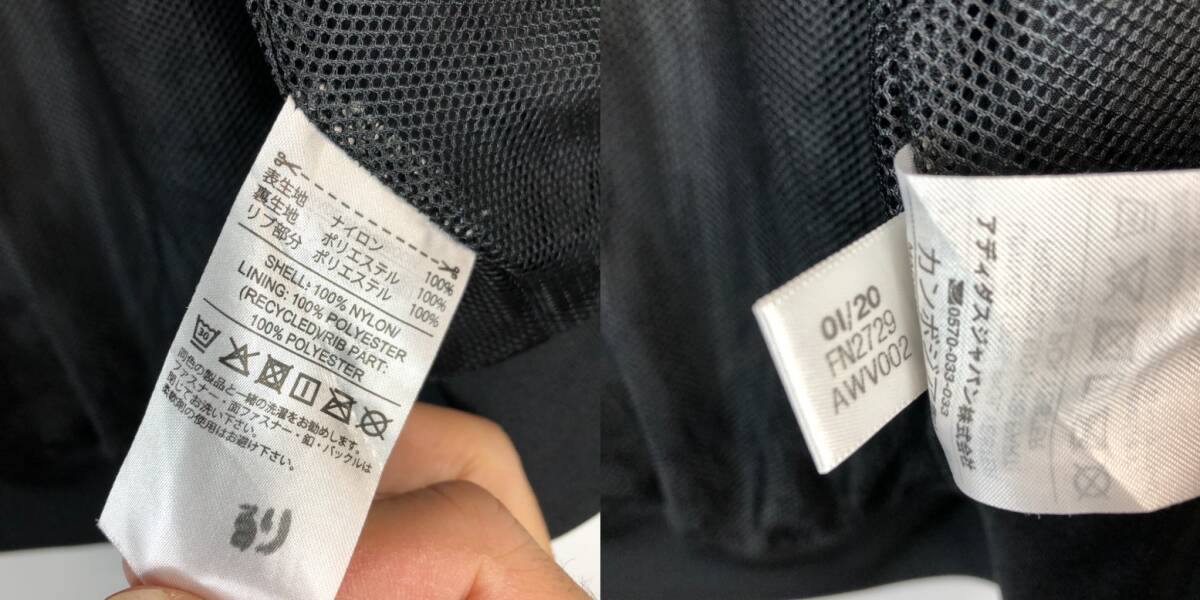 表生地 ナイロン 100%
裏生地 ポリエステル 100%
リブ部分 ポリエステル 100%
SHELL: 100% NYLON/
LINING: 100% POLYESTER
(RECYCLED)/RIB PART:
100% POLYESTER
30
同色の製品と一緒の洗濯をお勧めします。
ファスナー・面ファスナー・釦・バックルは
閉じてお洗い下さい。
柔軟剤の使用はお避け下さい。
01/20
FN2729
AWV002
アディダスジャパン株式会社
0570-033-033
カンボジア